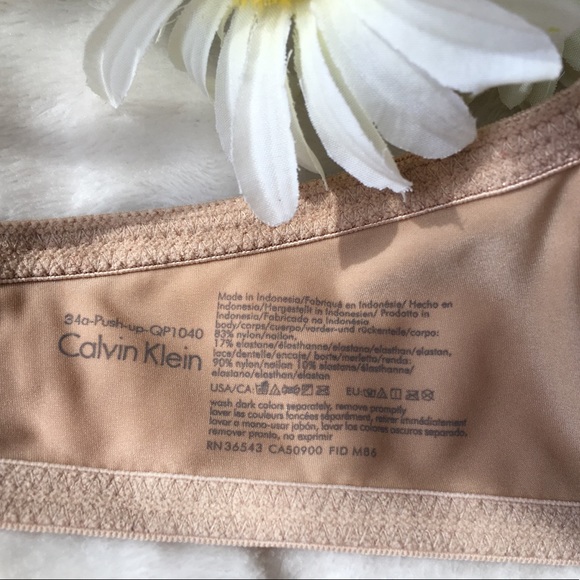 34a-Push-up-QP1040
Calvin Klein
Made in Indonesia/Fabriqué en Indonésie/ Hecho en
Indonesia/Hergestellt in Indonesien/ Prodotto in
Indonesia/Fabricado na Indonésia
body/corps/cuerpo/vorder-und rückenteile/corpo:
83% nylon/nailon,
17% elastane/élasthanne/elastano/elasthan/elastan,
lace/dentelle/encaje/ borte/merletto/renda:
90% nylon/nailon 10% elastane/élasthanne/
elastano/elasthan/elastan
USA/CA: EU:
wash dark colors separately, remove promptly
laver les couleurs foncées séparément, retirer immédiatement
lavar a mano-usar jabón, lavar los colores oscuros separado,
remover pronto, no exprimir
RN36543 CA50900 FID M86